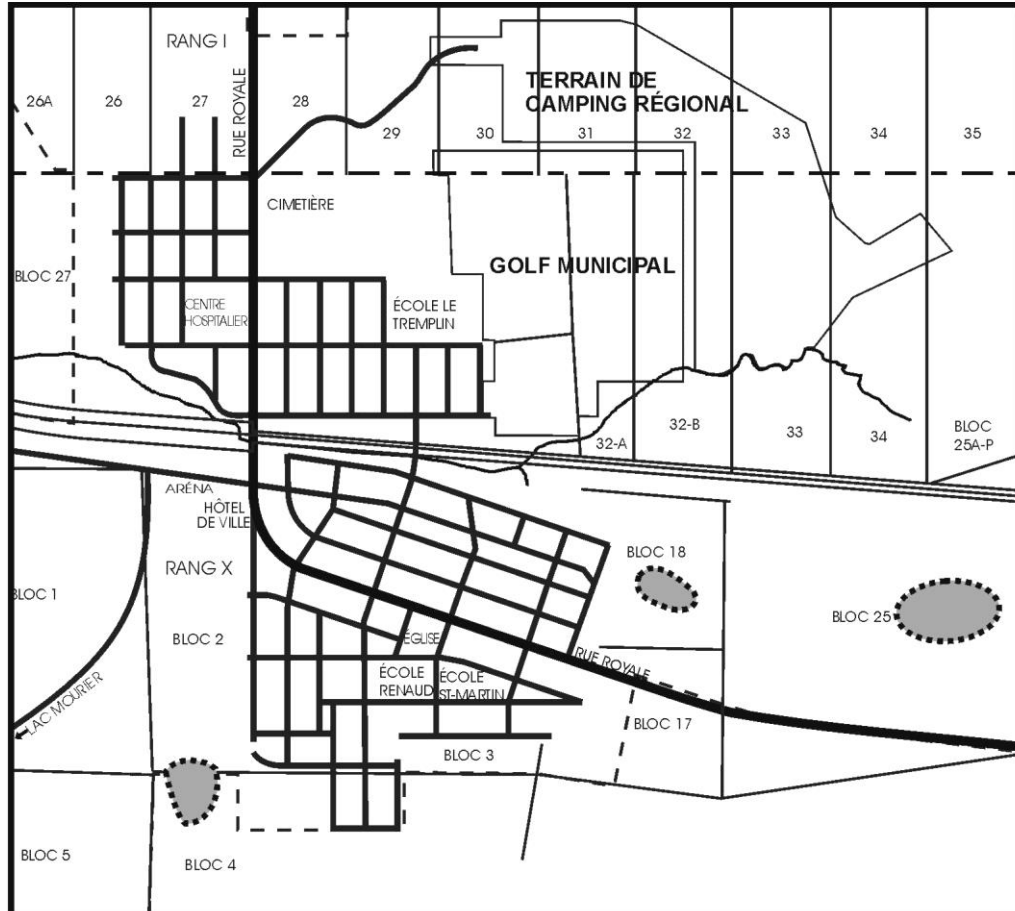 RANG I
RUE ROYALE
TERRAIN DE
CAMPING RÉGIONAL
26A
26
27
28
29
30
31
32
33
34
35
CIMETIÈRE
BLOC 27
GOLF MUNICIPAL
CENTRE
HOSPITALIER
ÉCOLE LE
TREMPLIN
32-A
32-B
33
34
BLOC
25A-P
ARÉNA
HÔTEL
DE VILLE
RANG X
BLOC 18
BLOC 1
BLOC 25
BLOC 2
ÉGLISE
RUE ROYALE
ÉCOLE
RENAUD
ÉCOLE
ST-MARTIN
LAC MOURIER
BLOC 17
BLOC 3
BLOC 5
BLOC 4